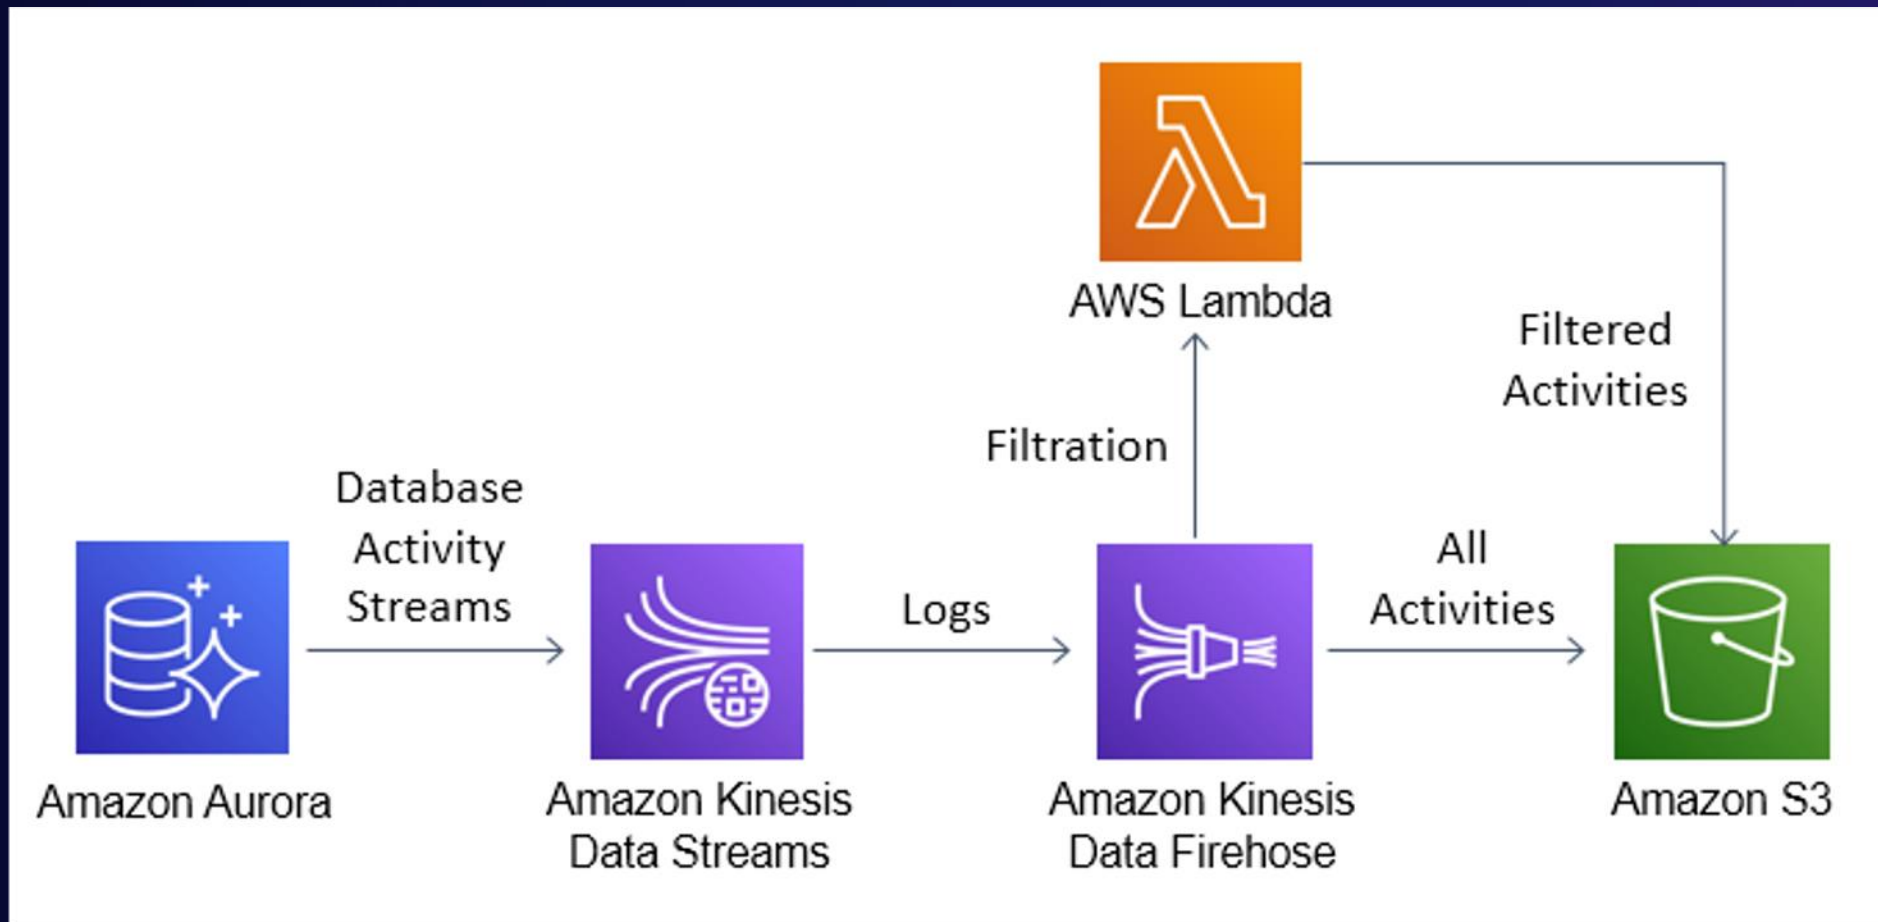 AWS Lambda
Filtered
Activities
Filtration
Database
Activity
Streams
Logs
All
Activities
Amazon Aurora
Amazon Kinesis
Data Streams
Amazon Kinesis
Data Firehose
Amazon S3